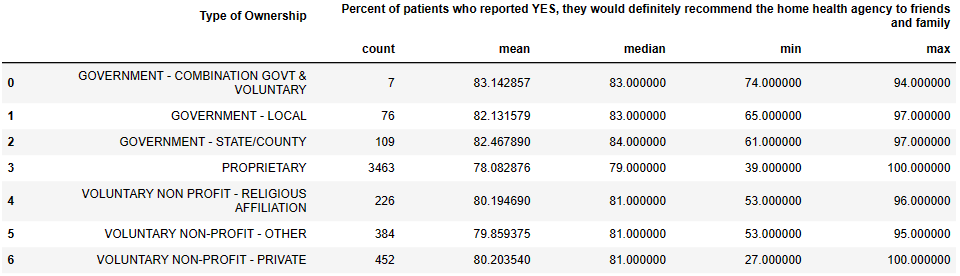 Type of Ownership Percent of patients who reported YES, they would definitely recommend the home health agency to friends
and family
count mean median min max
0 GOVERNMENT - COMBINATION GOVT &
VOLUNTARY 7 83.142857 83.000000 74.000000 94.000000
1 GOVERNMENT - LOCAL 76 82.131579 83.000000 65.000000 97.000000
2 GOVERNMENT - STATE/COUNTY 109 82.467890 84.000000 61.000000 97.000000
3 PROPRIETARY 3463 78.082876 79.000000 39.000000 100.000000
4 VOLUNTARY NON PROFIT - RELIGIOUS
AFFILIATION 226 80.194690 81.000000 53.000000 96.000000
5 VOLUNTARY NON-PROFIT - OTHER 384 79.859375 81.000000 53.000000 95.000000
6 VOLUNTARY NON-PROFIT - PRIVATE 452 80.203540 81.000000 27.000000 100.000000